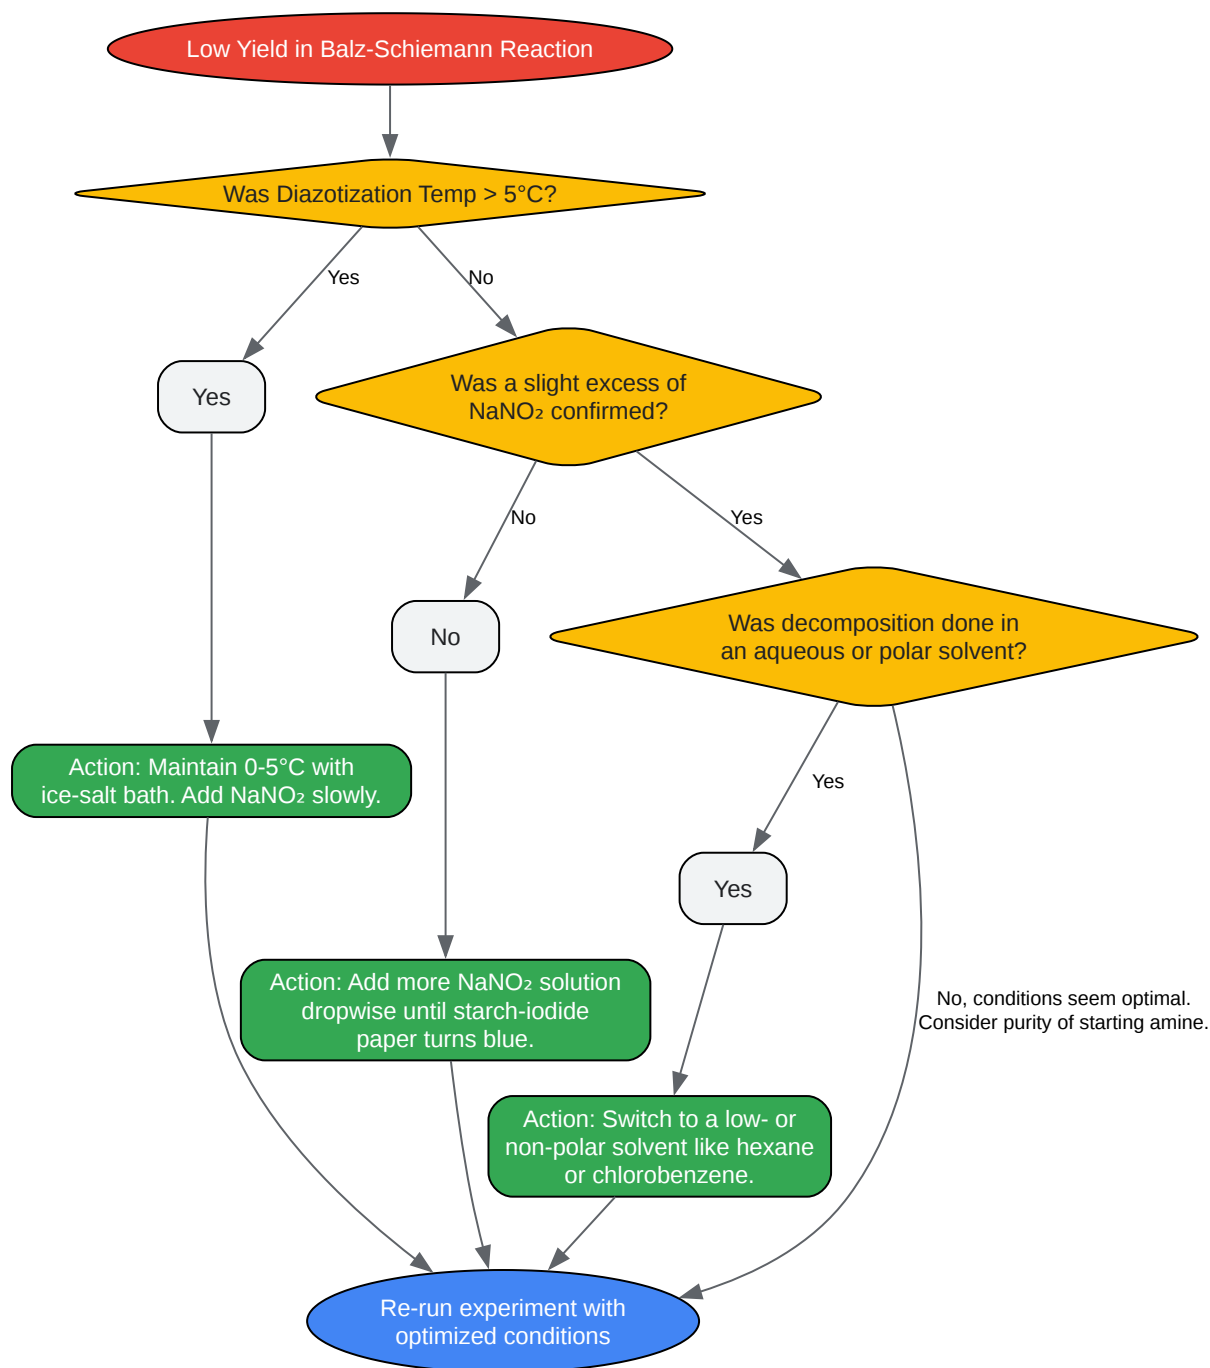 Low Yield in Balz-Schiemann Reaction
Was Diazotization Temp > 5°C?
Yes
No
Yes
Was a slight excess of
NaNO₂ confirmed?
No
Yes
No
Was decomposition done in
an aqueous or polar solvent?
Action: Maintain 0-5°C with
ice-salt bath. Add NaNO₂ slowly.
Yes
Yes
Action: Add more NaNO₂ solution
dropwise until starch-iodide
paper turns blue.
No, conditions seem optimal.
Consider purity of starting amine.
Action: Switch to a low- or
non-polar solvent like hexane
or chlorobenzene.
Re-run experiment with
optimized conditions